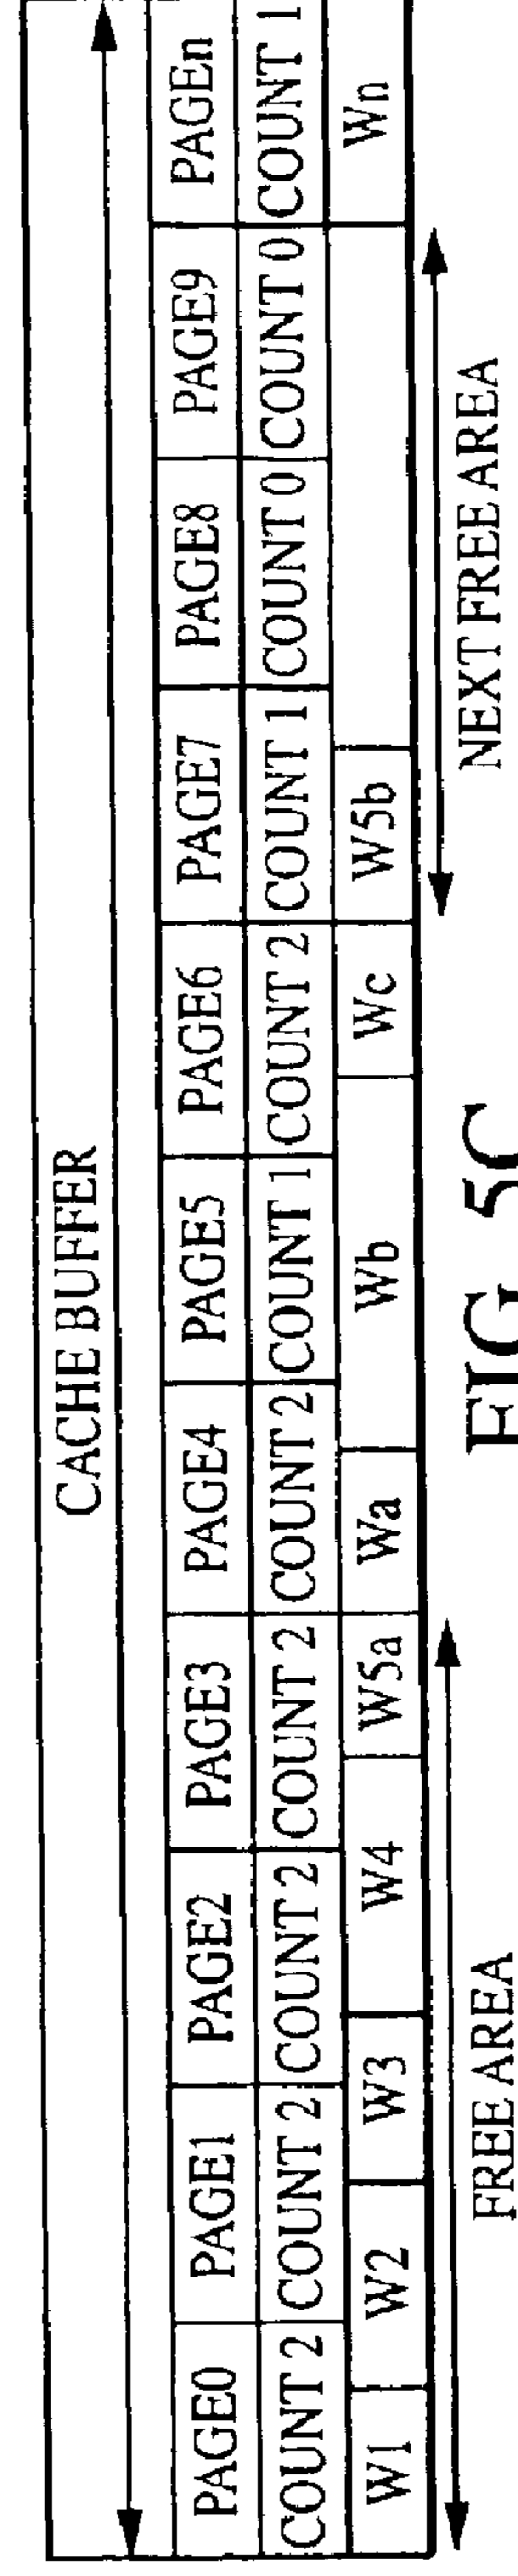 CACHE BUFFER
PAGE0 PAGE1 PAGE2 PAGE3 PAGE4 PAGE5 PAGE6 PAGE7 PAGE8 PAGE9 PAGEn
COUNT 2 COUNT 2 COUNT 2 COUNT 2 COUNT 2 COUNT 1 COUNT 2 COUNT 1 COUNT 0 COUNT 0 COUNT 1
W1 W2 W3 W4 W5a Wa Wb Wc W5b Wn
FREE AREA NEXT FREE AREA
FIG. 5C